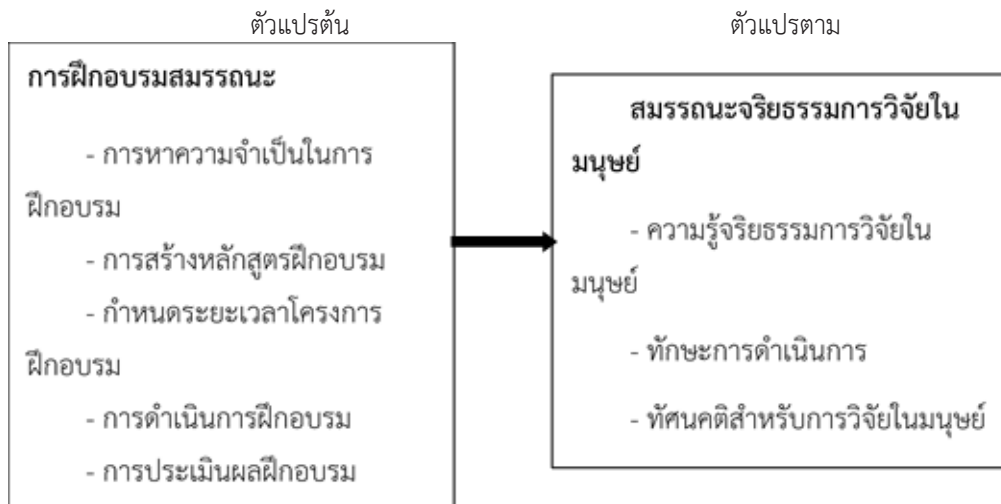 ตัวแปรต้น
การฝึกอบรมสมรรถนะ
- การหาความจำเป็นในการ
ฝึกอบรม
- การสร้างหลักสูตรฝึกอบรม
- กำหนดระยะเวลาโครงการ
ฝึกอบรม
- การดำเนินการฝึกอบรม
- การประเมินผลฝึกอบรม
ตัวแปรตาม
สมรรถนะจริยธรรมการวิจัยใน
มนุษย์
- ความรู้จริยธรรมการวิจัยใน
มนุษย์
- ทักษะการดำเนินการ
- ทัศนคติสำหรับการวิจัยในมนุษย์